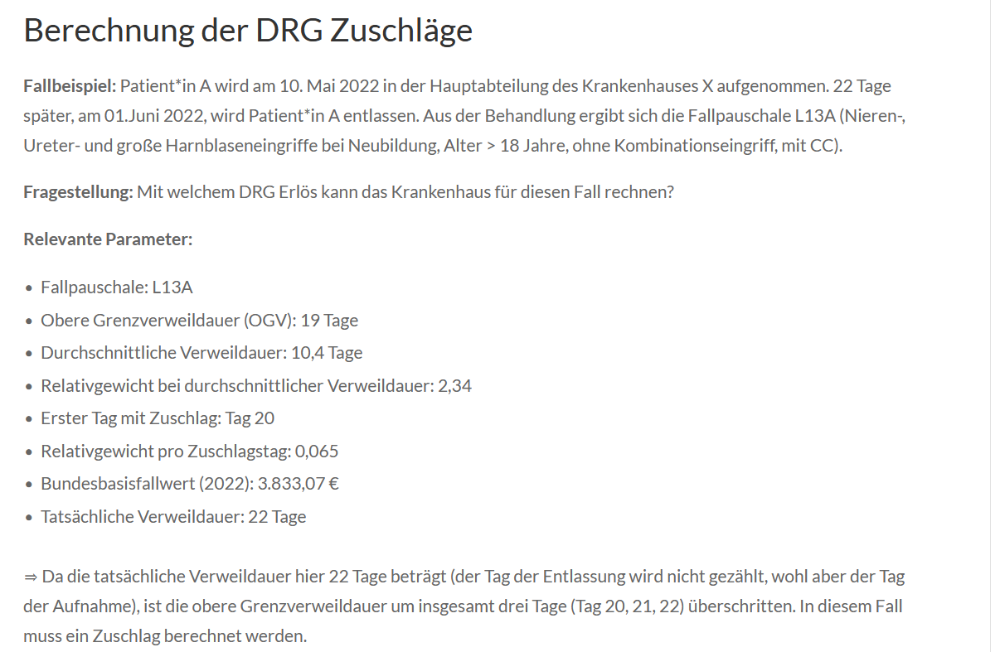 Berechnung der DRG Zuschläge
Fallbeispiel: Patient*in A wird am 10. Mai 2022 in der Hauptabteilung des Krankenhauses X aufgenommen. 22 Tage
später, am 01.Juni 2022, wird Patient*in A entlassen. Aus der Behandlung ergibt sich die Fallpauschale L13A (Nieren-,
Ureter- und große Harnblaseneingriffe bei Neubildung, Alter > 18 Jahre, ohne Kombinationseingriff, mit CC).
Fragestellung: Mit welchem DRG Erlös kann das Krankenhaus für diesen Fall rechnen?
Relevante Parameter:
• Fallpauschale: L13A
• Obere Grenzverweildauer (OGV): 19 Tage
• Durchschnittliche Verweildauer: 10,4 Tage
• Relativgewicht bei durchschnittlicher Verweildauer: 2,34
• Erster Tag mit Zuschlag: Tag 20
• Relativgewicht pro Zuschlagstag: 0,065
• Bundesbasisfallwert (2022): 3.833,07 €
• Tatsächliche Verweildauer: 22 Tage
⇒ Da die tatsächliche Verweildauer hier 22 Tage beträgt (der Tag der Entlassung wird nicht gezählt, wohl aber der Tag
der Aufnahme), ist die obere Grenzverweildauer um insgesamt drei Tage (Tag 20, 21, 22) überschritten. In diesem Fall
muss ein Zuschlag berechnet werden.